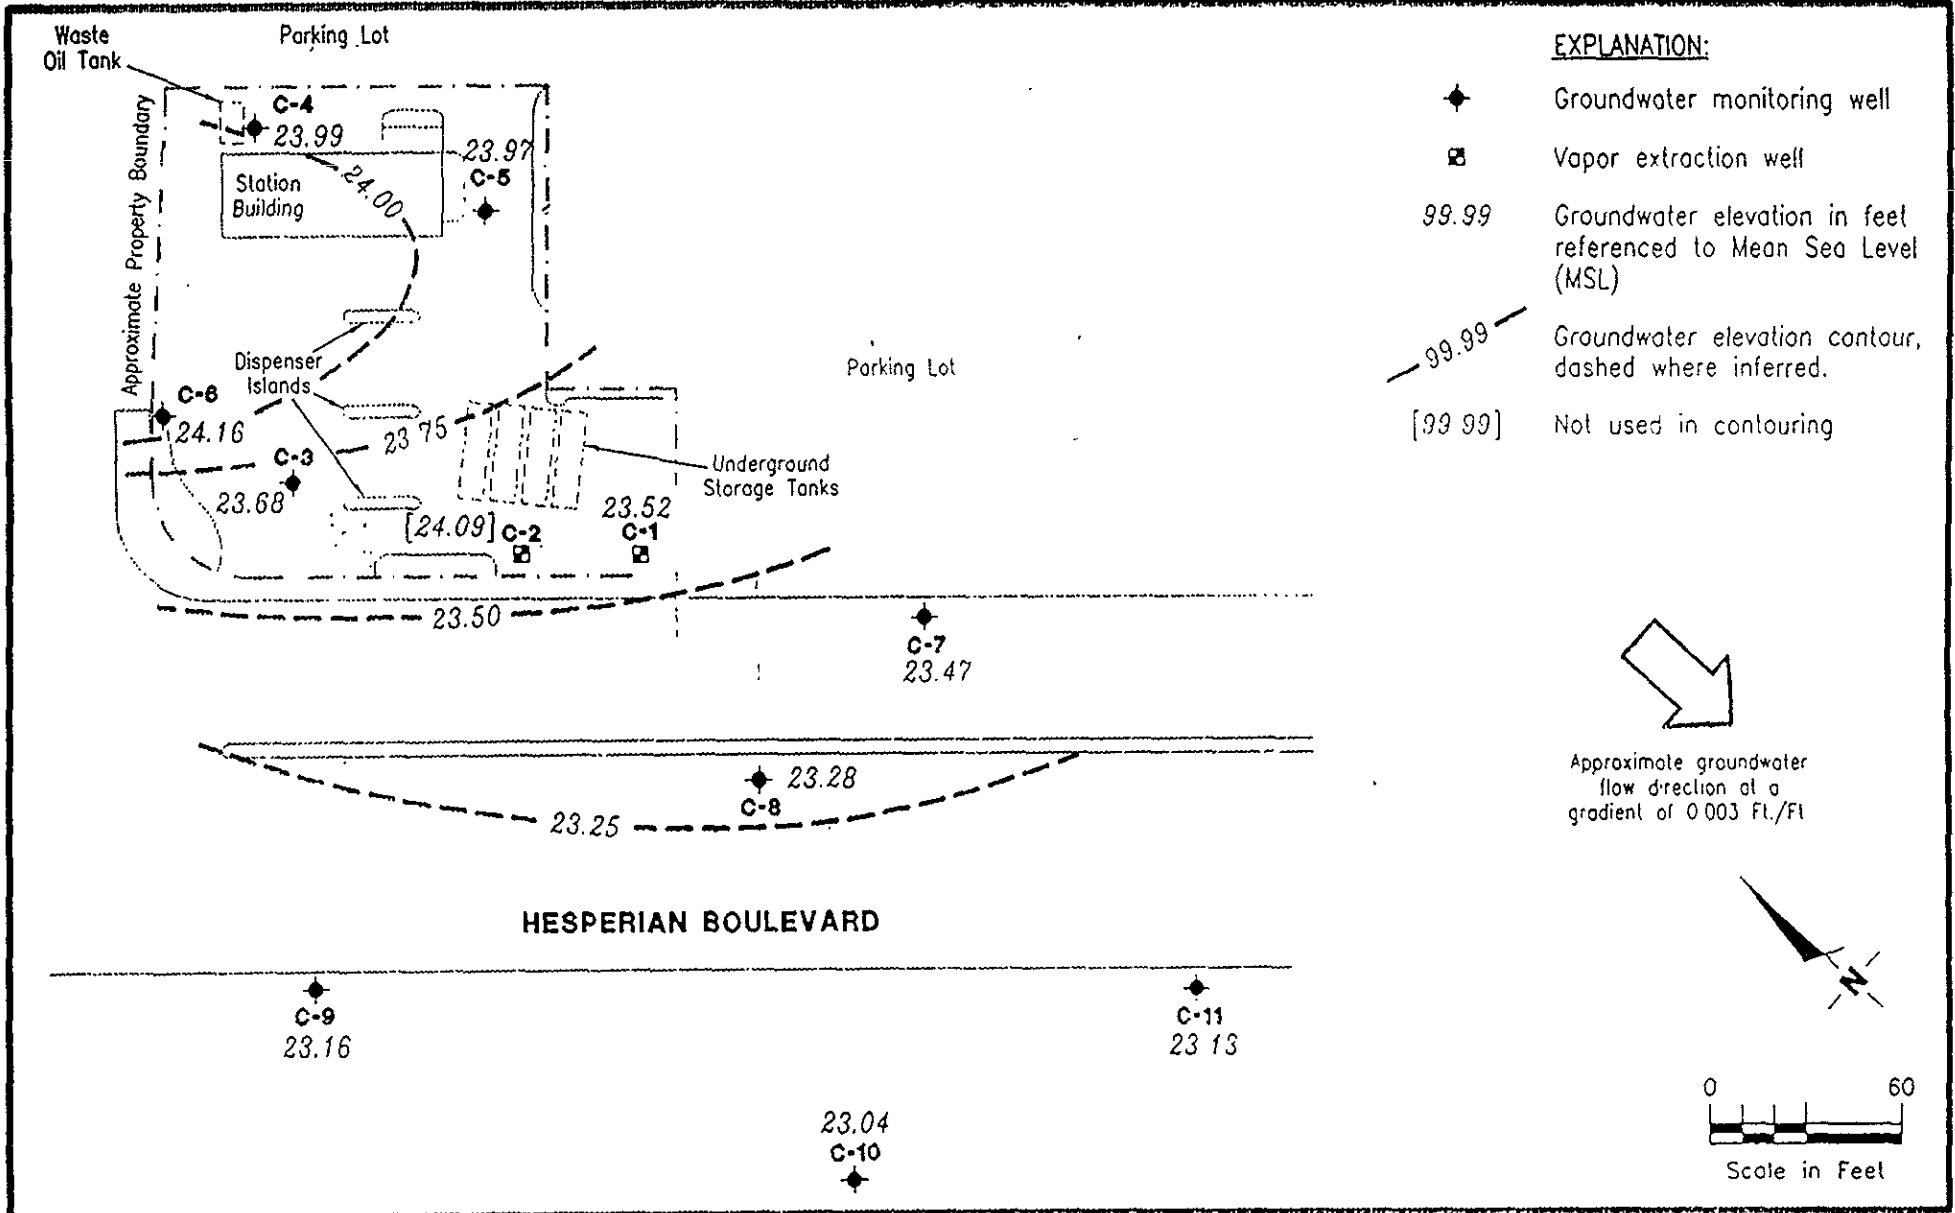 Waste
Oil Tank
Parking Lot
Approximate Property Boundary
C-4
23.99
Station
Building
24.00
23.97
C-5
Dispenser
Islands
C-6
24.16
C-3
23.68
23 75
[24.09]
C-2
23.52
C-1
Underground
Storage Tanks
Parking Lot
23.50
C-7
23.47
23.28
C-8
23.25
HESPERIAN BOULEVARD
C-9
23.16
C-11
23 13
23.04
C-10
EXPLANATION:
Groundwater monitoring well
Vapor extraction well
99.99
Groundwater elevation in feet
referenced to Mean Sea Level
(MSL)
99.99
Groundwater elevation contour,
dashed where inferred.
[99 99]
Not used in contouring
Approximate groundwater
flow direction at a
gradient of 0 003 Ft./Ft
N
0 60
Scale in Feet